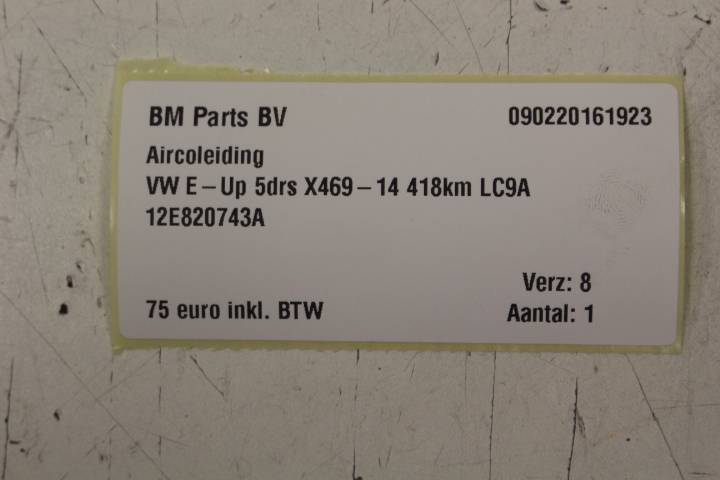 BM Parts BV 090220161923
Aircoleiding
VW E-Up 5drs X469-14 418km LC9A
12E820743A
Verz: 8
75 euro inkl. BTW Aantal: 1